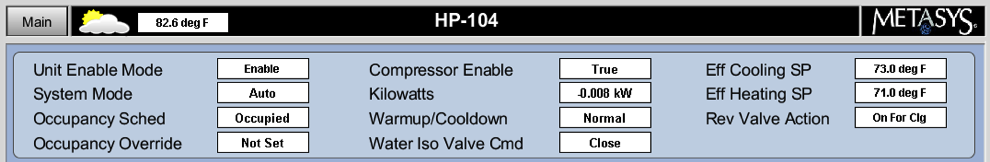 Main 82.6 deg F HP-104 METASYS®
Unit Enable Mode Enable Compressor Enable True Eff Cooling SP 73.0 deg F
System Mode Auto Kilowatts -0.008 kW Eff Heating SP 71.0 deg F
Occupancy Sched Occupied Warmup/Cooldown Normal Rev Valve Action On For Clg
Occupancy Override Not Set Water Iso Valve Cmd Close